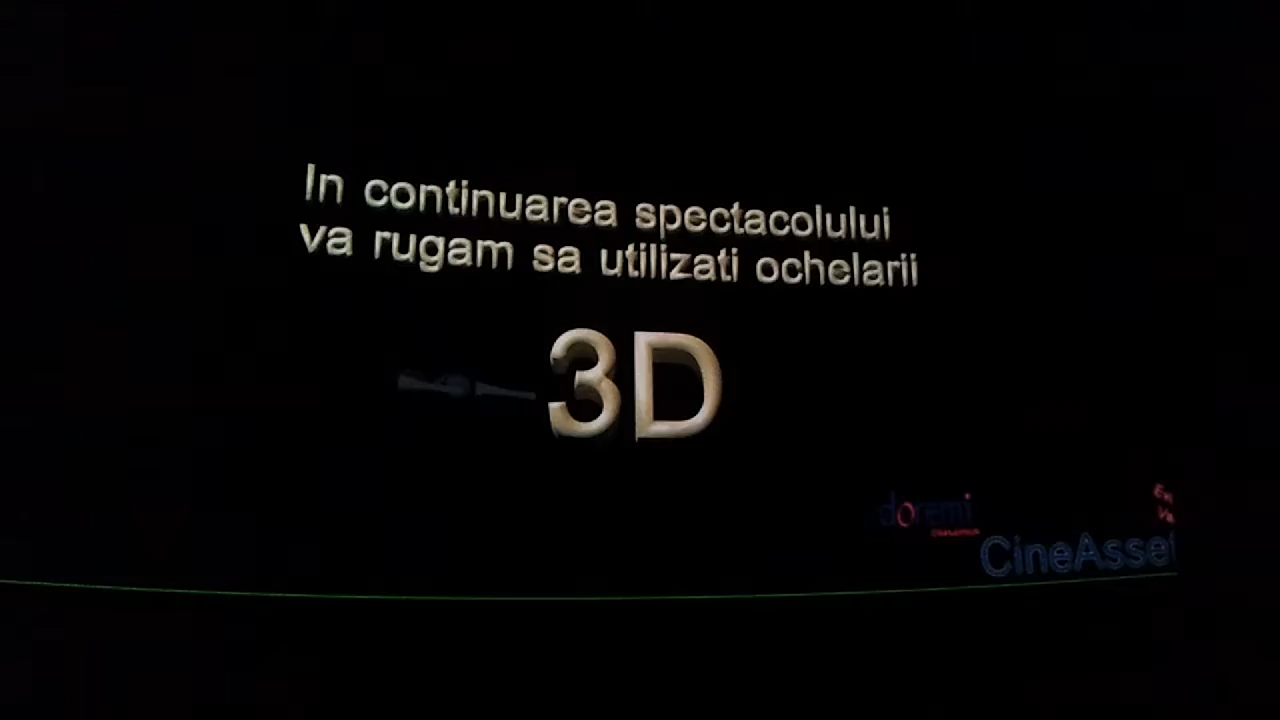 In continuarea spectacolului
va rugam sa utilizati ochelarii
3D
doremi
CineAsset